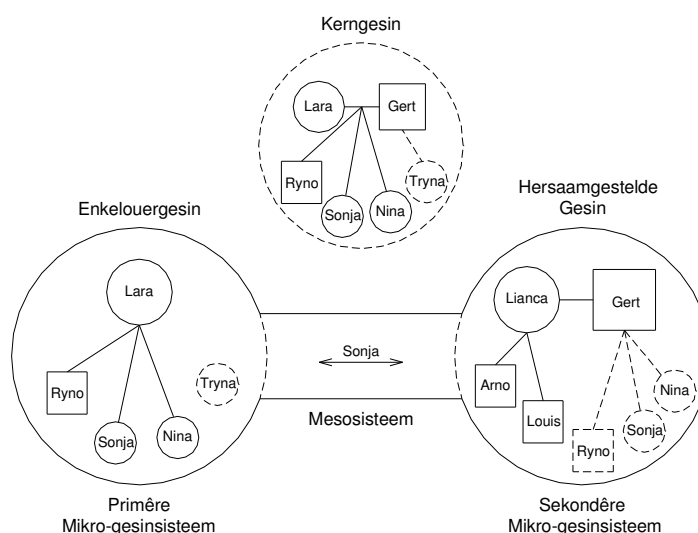 Kerngesin
Lara
Gert
Ryno
Sonja
Nina
Tryna
Enkelouergesin
Lara
Ryno
Sonja
Nina
Tryna
Sonja
Mesosisteem
Hersaamgestelde
Gesin
Lianca
Gert
Arno
Louis
Ryno
Sonja
Nina
Primêre
Mikro-gesinsisteem
Sekondêre
Mikro-gesinsisteem